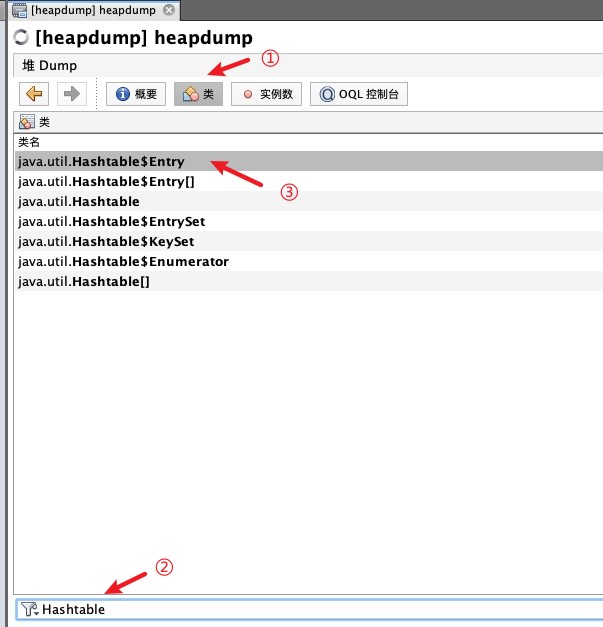 [heapdump] heapdump
[heapdump] heapdump
堆 Dump
①
概要 类 实例数 OQL 控制台
类
类名
java.util.Hashtable$Entry
③
java.util.Hashtable$Entry[]
java.util.Hashtable
java.util.Hashtable$EntrySet
java.util.Hashtable$KeySet
java.util.Hashtable$Enumerator
java.util.Hashtable[]
②
Hashtable